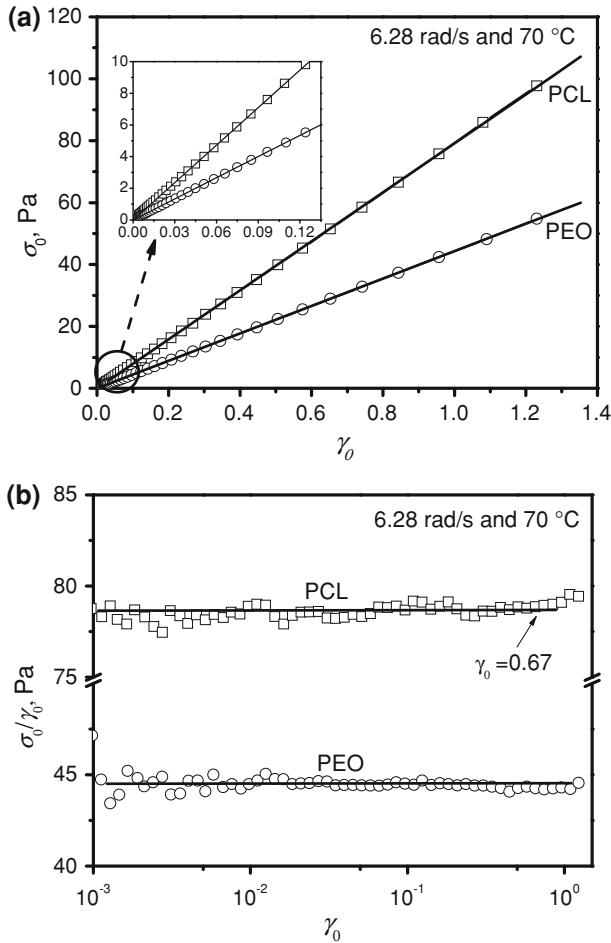 (a)
6.28 rad/s and 70 °C
PCL
PEO
σ₀, Pa
120
100
80
60
40
20
0
0.0 0.2 0.4 0.6 0.8 1.0 1.2 1.4
γ₀
10
8
6
4
2
0
0.00 0.03 0.06 0.09 0.12
(b)
6.28 rad/s and 70 °C
PCL
γ₀ =0.67
PEO
σ₀/γ₀, Pa
85
80
75
45
40
10⁻³ 10⁻² 10⁻¹ 10⁰
γ₀